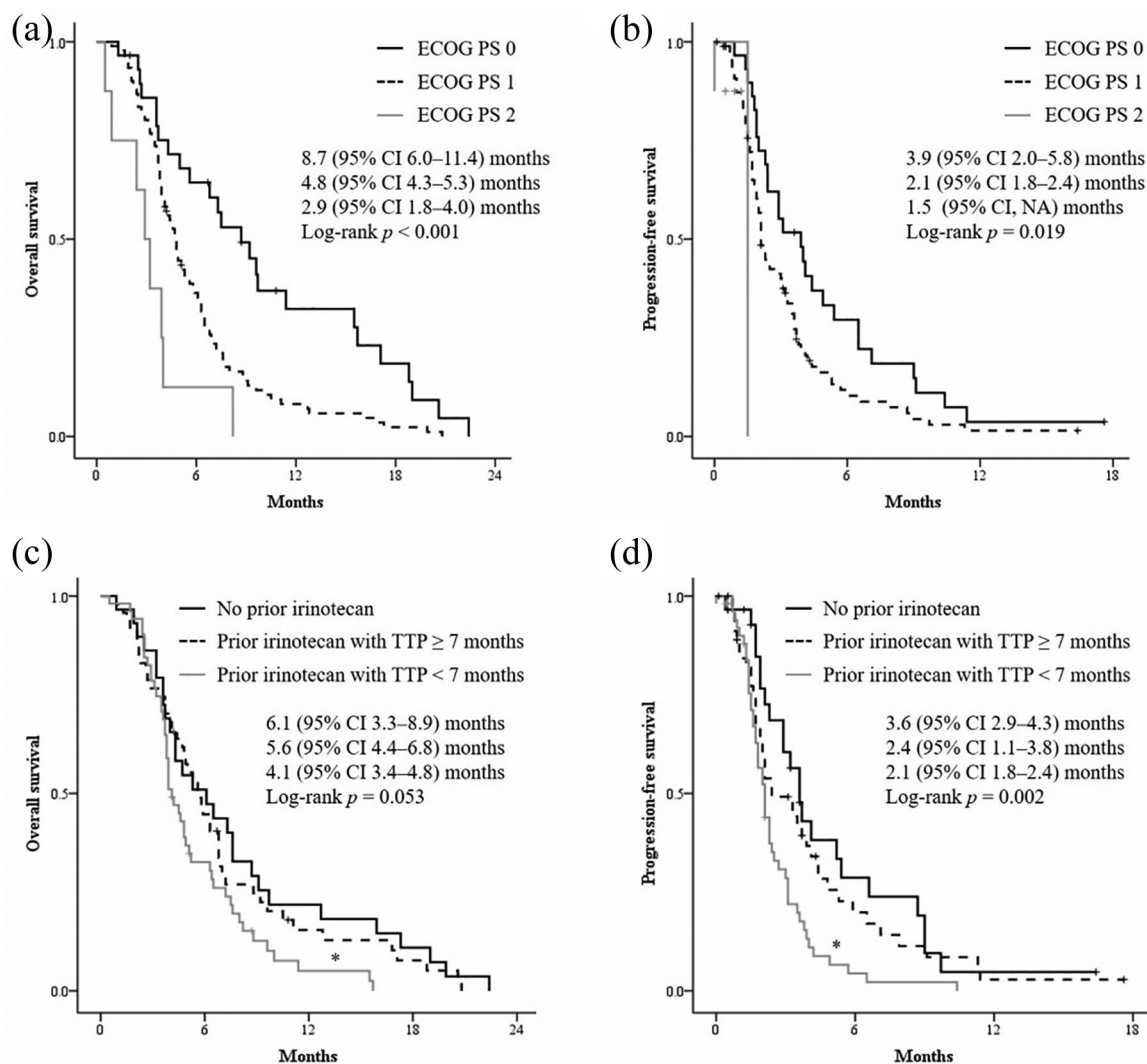 (a)
ECOG PS 0
ECOG PS 1
ECOG PS 2
8.7 (95% CI 6.0–11.4) months
4.8 (95% CI 4.3–5.3) months
2.9 (95% CI 1.8–4.0) months
Log-rank p < 0.001
Overall survival
1.0
0.5
0.0
0 6 12 18 24
Months
(b)
ECOG PS 0
ECOG PS 1
ECOG PS 2
3.9 (95% CI 2.0–5.8) months
2.1 (95% CI 1.8–2.4) months
1.5 (95% CI, NA) months
Log-rank p = 0.019
Progression-free survival
1.0
0.5
0.0
0 6 12 18
Months
(c)
No prior irinotecan
Prior irinotecan with TTP ≥ 7 months
Prior irinotecan with TTP < 7 months
6.1 (95% CI 3.3–8.9) months
5.6 (95% CI 4.4–6.8) months
4.1 (95% CI 3.4–4.8) months
Log-rank p = 0.053
*
Overall survival
1.0
0.5
0.0
0 6 12 18 24
Months
(d)
No prior irinotecan
Prior irinotecan with TTP ≥ 7 months
Prior irinotecan with TTP < 7 months
3.6 (95% CI 2.9–4.3) months
2.4 (95% CI 1.1–3.8) months
2.1 (95% CI 1.8–2.4) months
Log-rank p = 0.002
*
Progression-free survival
1.0
0.5
0.0
0 6 12 18
Months